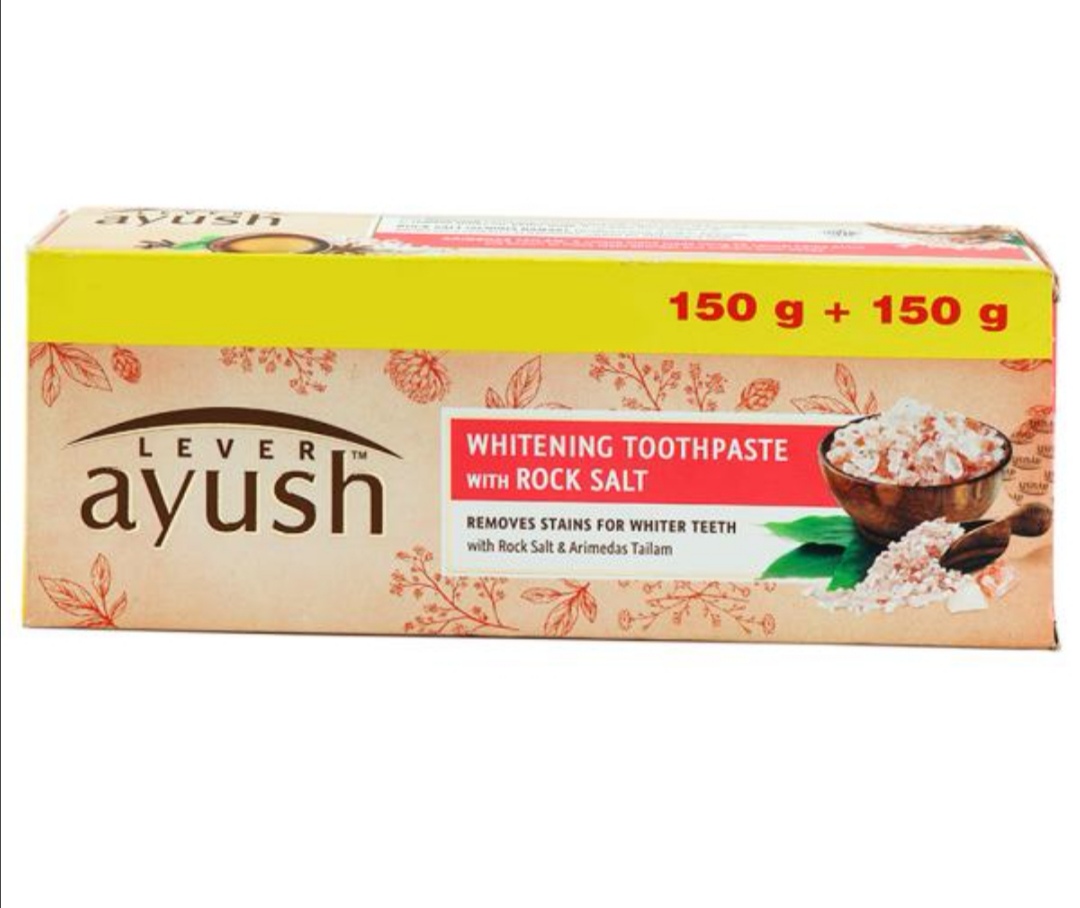 ayush
150 g + 150 g
LEVER™
ayush
WHITENING TOOTHPASTE
WITH ROCK SALT
REMOVES STAINS FOR WHITER TEETH
with Rock Salt & Arimedas Tailam